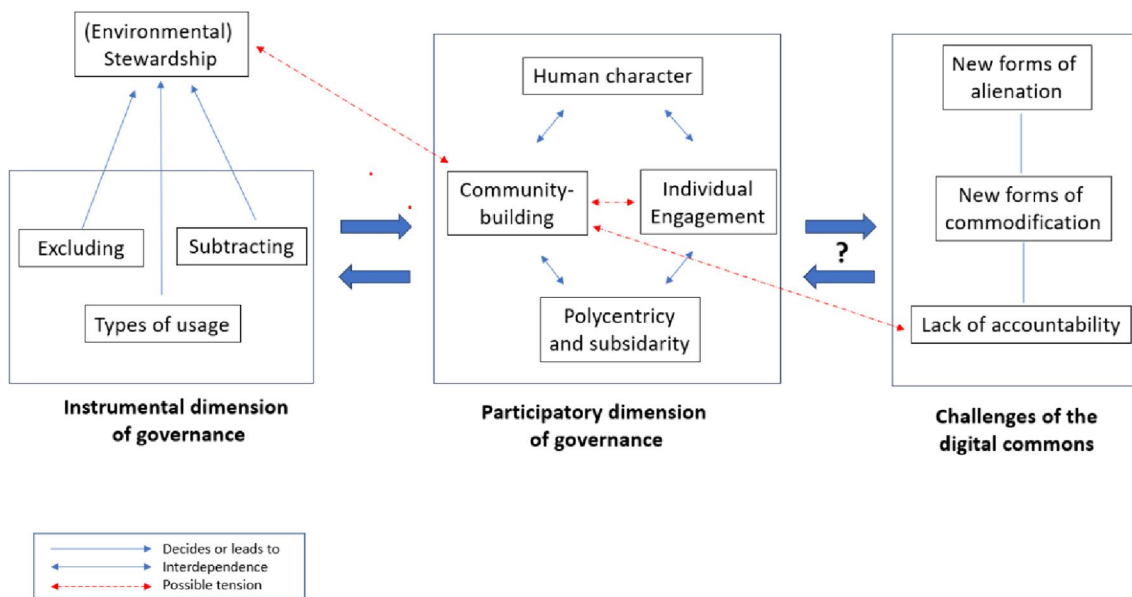 (Environmental)
Stewardship
Excluding
Subtracting
Types of usage
Instrumental dimension
of governance
Human character
Community-
building
Individual
Engagement
Polycentricy
and subsidarity
Participatory dimension
of governance
?
New forms of
alienation
New forms of
commodification
Lack of accountability
Challenges of the
digital commons
Decides or leads to
Interdependence
Possible tension